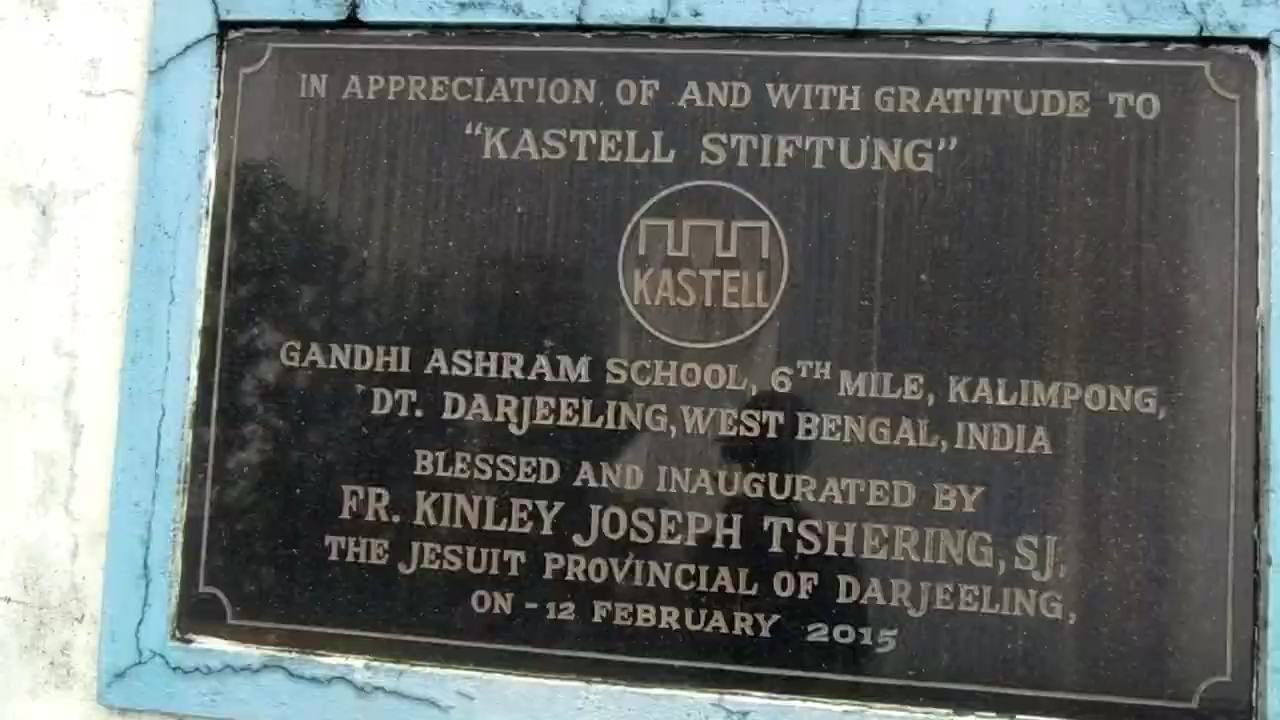 IN APPRECIATION OF AND WITH GRATITUDE TO
"KASTELL STIFTUNG"
KASTELL
GANDHI ASHRAM SCHOOL, 6TH MILE, KALIMPONG,
DT. DARJEELING, WEST BENGAL, INDIA
BLESSED AND INAUGURATED BY
FR. KINLEY JOSEPH TSHERING, SJ,
THE JESUIT PROVINCIAL OF DARJEELING,
ON - 12 FEBRUARY 2015